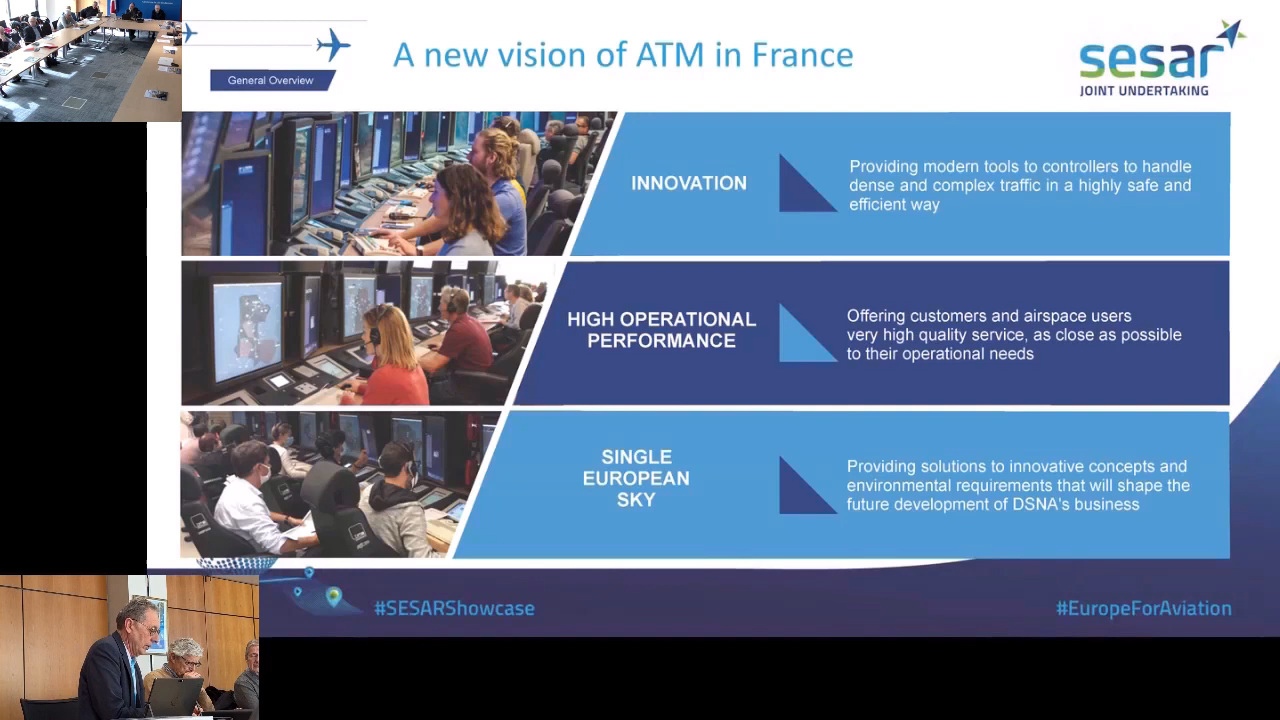 A new vision of ATM in France
General Overview
sesar
JOINT UNDERTAKING
INNOVATION
Providing modern tools to controllers to handle
dense and complex traffic in a highly safe and
efficient way
HIGH OPERATIONAL
PERFORMANCE
Offering customers and airspace users
very high quality service, as close as possible
to their operational needs
SINGLE
EUROPEAN
SKY
Providing solutions to innovative concepts and
environmental requirements that will shape the
future development of DSNA's business
#SESARShowcase
#EuropeForAviation